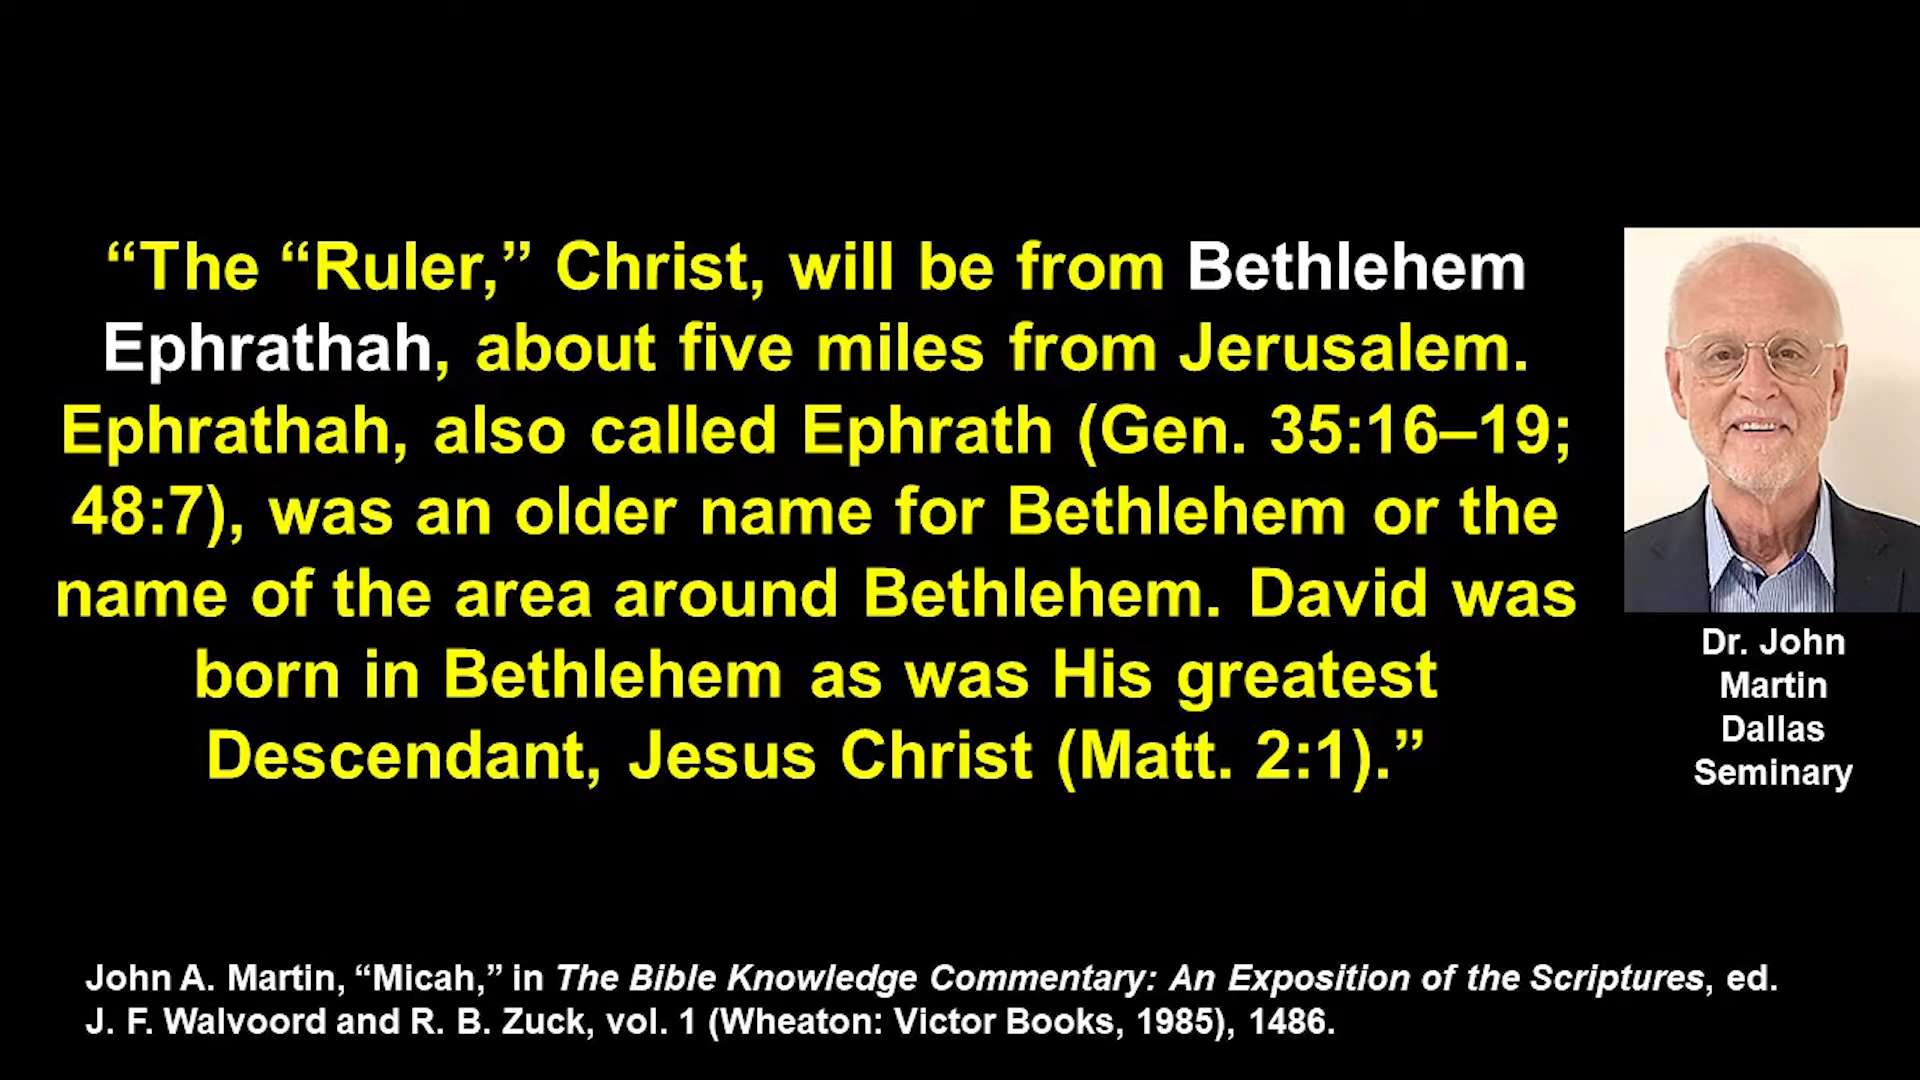 “The “Ruler,” Christ, will be from Bethlehem
Ephrathah, about five miles from Jerusalem.
Ephrathah, also called Ephrath (Gen. 35:16–19;
48:7), was an older name for Bethlehem or the
name of the area around Bethlehem. David was
born in Bethlehem as was His greatest
Descendant, Jesus Christ (Matt. 2:1).”
Dr. John
Martin
Dallas
Seminary
John A. Martin, “Micah,” in The Bible Knowledge Commentary: An Exposition of the Scriptures, ed.
J. F. Walvoord and R. B. Zuck, vol. 1 (Wheaton: Victor Books, 1985), 1486.